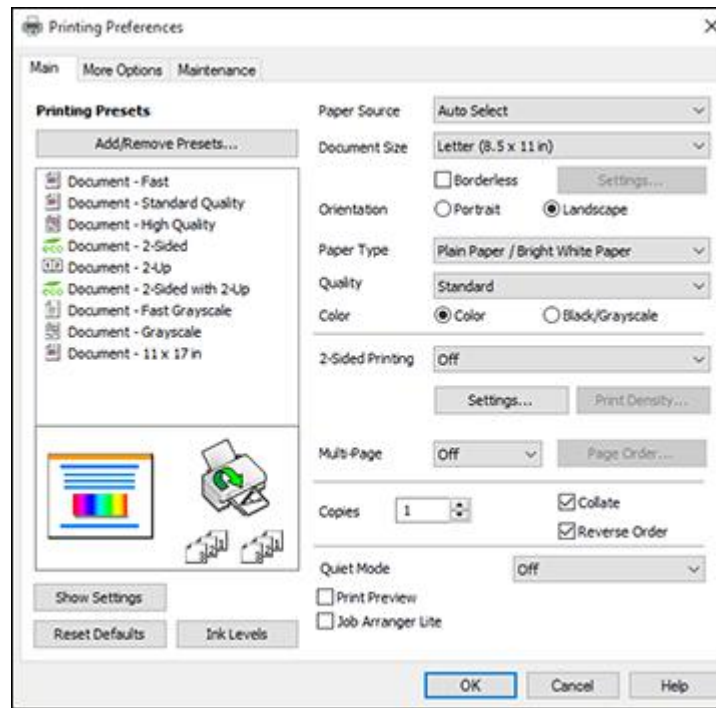 Printing Preferences
Main More Options Maintenance
Printing Presets
Add/Remove Presets...
Document - Fast
Document - Standard Quality
Document - High Quality
Document - 2-Sided
Document - 2-Up
Document - 2-Sided with 2-Up
Document - Fast Grayscale
Document - Grayscale
Document - 11 x 17 in
Show Settings
Reset Defaults Ink Levels
Paper Source Auto Select
Document Size Letter (8.5 x 11 in)
Borderless Settings...
Orientation Portrait Landscape
Paper Type Plain Paper / Bright White Paper
Quality Standard
Color Color Black/Grayscale
2-Sided Printing Off
Settings... Print Density...
Multi-Page Off Page Order...
Copies 1 Collate
Reverse Order
Quiet Mode Off
Print Preview
Job Arranger Lite
OK Cancel Help